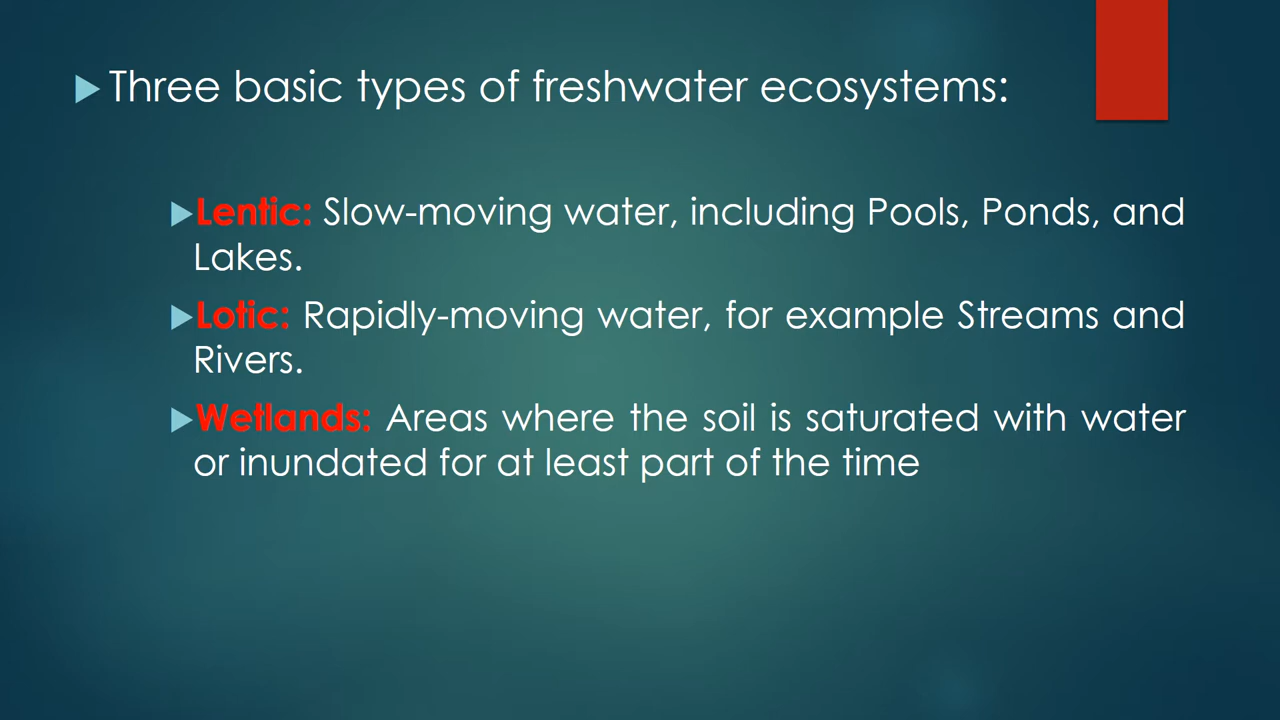 Three basic types of freshwater ecosystems:
Lentic: Slow-moving water, including Pools, Ponds, and
Lakes.
Lotic: Rapidly-moving water, for example Streams and
Rivers.
Wetlands: Areas where the soil is saturated with water
or inundated for at least part of the time